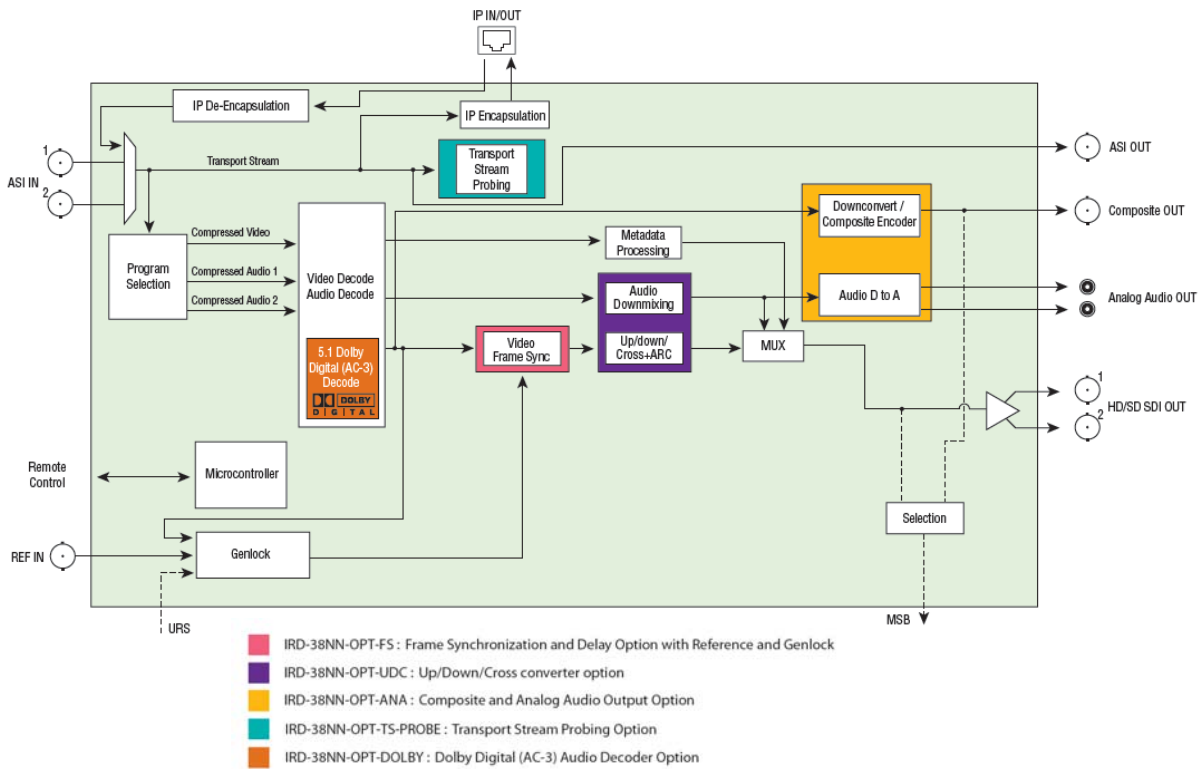 IP IN/OUT
IP De-Encapsulation
IP Encapsulation
1
ASI IN
2
Transport Stream
Transport
Stream
Probing
ASI OUT
Downconvert /
Composite Encoder
Composite OUT
Program
Selection
Compressed Video
Compressed Audio 1
Compressed Audio 2
Video Decode
Audio Decode
Metadata
Processing
Audio
Downmixing
Audio D to A
Analog Audio OUT
5.1 Dolby
Digital (AC-3)
Decode
DOLBY
DIGITAL
Video
Frame Sync
Up/down/
Cross+ARC
MUX
1
HD/SD SDI OUT
2
Remote
Control
Microcontroller
Selection
REF IN
Genlock
URS
MSB
IRD-38NN-OPT-FS : Frame Synchronization and Delay Option with Reference and Genlock
IRD-38NN-OPT-UDC : Up/Down/Cross converter option
IRD-38NN-OPT-ANA : Composite and Analog Audio Output Option
IRD-38NN-OPT-TS-PROBE : Transport Stream Probing Option
IRD-38NN-OPT-DOLBY : Dolby Digital (AC-3) Audio Decoder Option